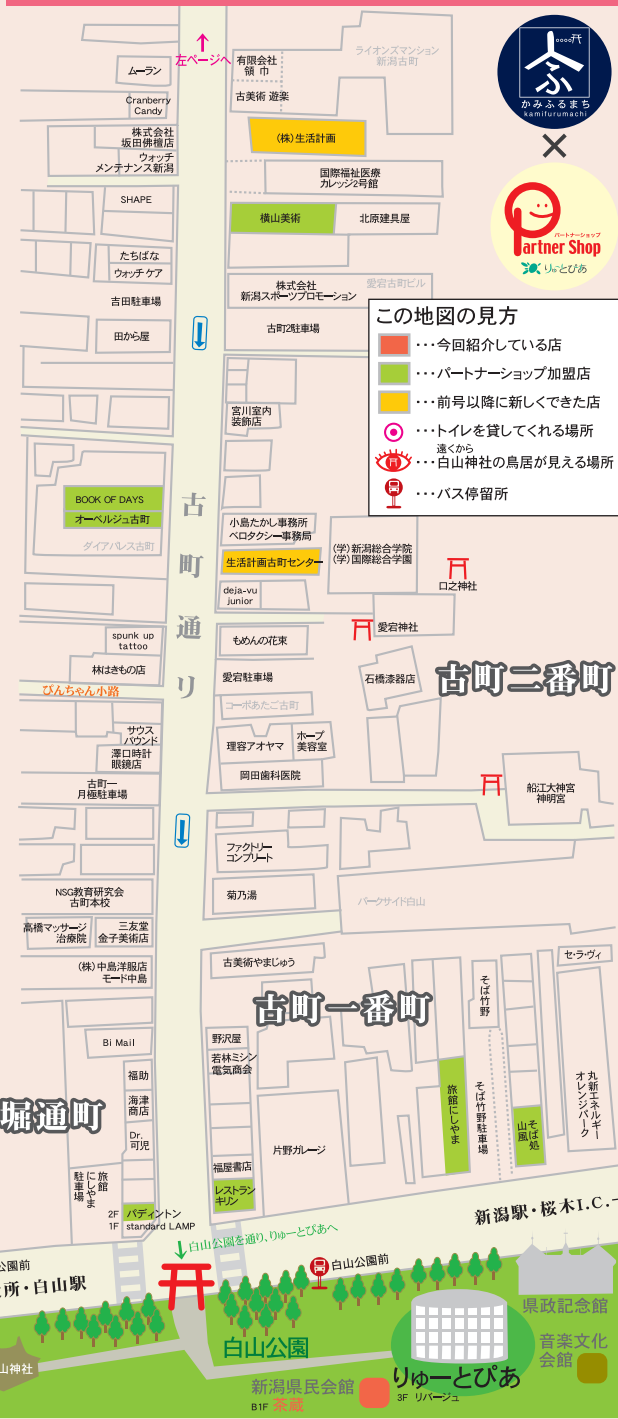 左ページへ
有限会社
領 巾
古美術 遊楽
ライオンズマンション
新潟古町
ふ
かみふるまち
kamifurumachi
×
パートナーショップ
Partner Shop
りゅーとぴあ
ムーラン
Cranberry
Candy
株式会社
坂田佛檀店
ウォッチ
メンテナンス新潟
(株)生活計画
国際福祉医療
カレッジ2号館
SHAPE
横山美術
北原建具屋
たちばな
ウォッチ ケア
吉田駐車場
田から屋
株式会社
新潟スポーツプロモーション
愛宕古町ビル
古町2駐車場
この地図の見方
・・・今回紹介している店
・・・パートナーショップ加盟店
・・・前号以降に新しくできた店
・・・トイレを貸してくれる場所
遠くから
・・・白山神社の鳥居が見える場所
・・・バス停留所
宮川室内
装飾店
BOOK OF DAYS
オーベルジュ古町
ダイアパレス古町
古町通り
小島たかし事務所
ベロタクシー事務局
生活計画古町センター
(学)新潟総合学院
(学)国際総合学園
deja-vu
junior
口之神社
愛宕神社
spunk up
tattoo
林はきもの店
ぴんちゃん小路
もめんの花束
愛宕駐車場
コーポあたご古町
石橋漆器店
古町二番町
サウス
バウンド
澤口時計
眼鏡店
古町一
月極駐車場
理容アオヤマ
ホープ
美容室
岡田歯科医院
船江大神宮
神明宮
ファクトリー
コンプリート
菊乃湯
パークサイド白山
NSG教育研究会
古町本校
高橋マッサージ
治療院
三友堂
金子美術店
(株)中島洋服店
モード中島
古美術やまじゅう
セ・ラ・ヴィ
そば竹野
古町一番町
Bi Mail
野沢屋
若林ミシン
電気商会
福助
海津
商店
Dr.
可児
堀通町
旅館にしやま
駐車場
片野ガレージ
旅館にしやま
そば竹野駐車場
そば処
山風
丸新エネルギー
オレンジパーク
福屋書店
レストラン
キリン
2F パディントン
1F standard LAMP
新潟駅・桜木I.C.
白山公園を通り、りゅーとぴあへ
公園前
所・白山駅
白山公園前
白山公園
県政記念館
音楽文化
会館
りゅーとぴあ
3F リバージュ
新潟県民会館
B1F 茶蔵
山神社